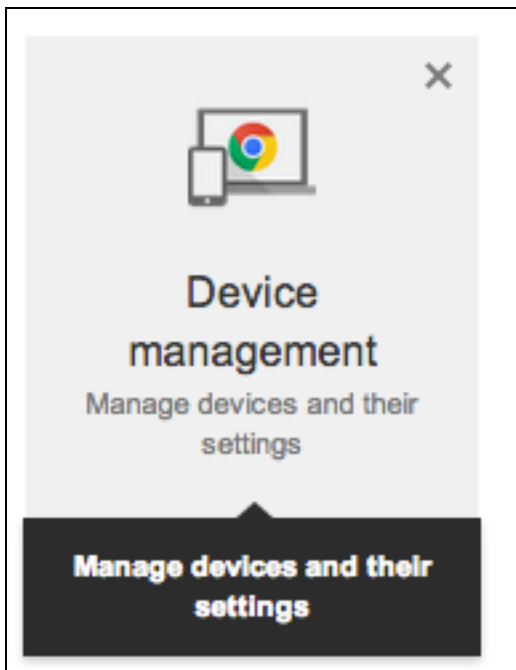 Device
management
Manage devices and their
settings
Manage devices and their
settings